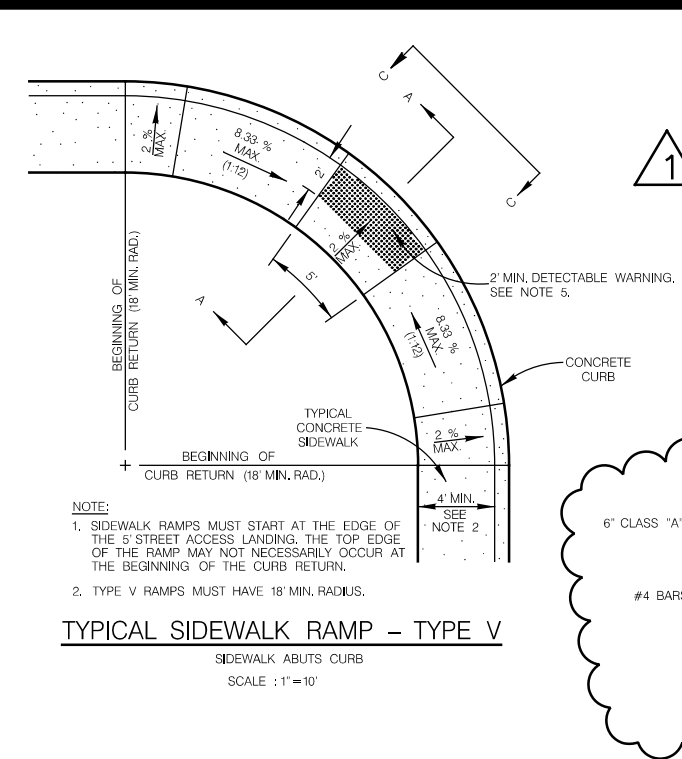 C
A
1
2 %
MAX.
8.33 %
MAX.
(1:12)
2'
C
2 %
MAX.
2' MIN. DETECTABLE WARNING.
SEE NOTE 5.
5'
A
BEGINNING OF
CURB RETURN (18' MIN. RAD.)
8.33 %
MAX.
(1:12)
CONCRETE
CURB
TYPICAL
CONCRETE
SIDEWALK
2 %
MAX.
BEGINNING OF
CURB RETURN (18' MIN. RAD.)
4' MIN.
SEE
NOTE 2
6" CLASS "A"
#4 BARS
NOTE:
1. SIDEWALK RAMPS MUST START AT THE EDGE OF
THE 5' STREET ACCESS LANDING. THE TOP EDGE
OF THE RAMP MAY NOT NECESSARILY OCCUR AT
THE BEGINNING OF THE CURB RETURN.
2. TYPE V RAMPS MUST HAVE 18' MIN. RADIUS.
TYPICAL SIDEWALK RAMP – TYPE V
SIDEWALK ABUTS CURB
SCALE : 1"=10'